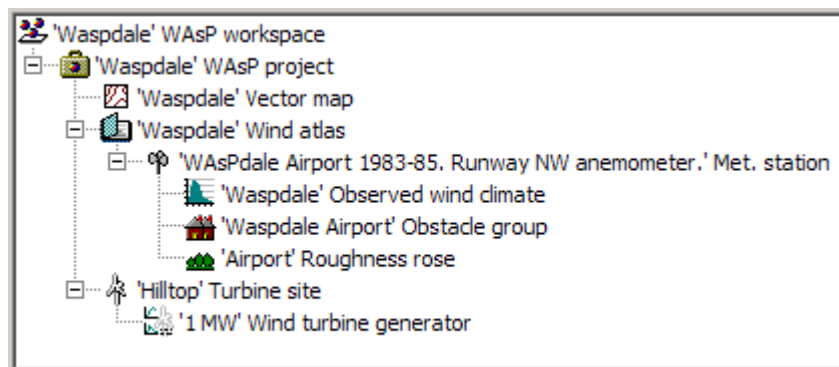 'Waspdale' WAsP workspace
'Waspdale' WAsP project
'Waspdale' Vector map
'Waspdale' Wind atlas
'WAsPdale Airport 1983-85. Runway NW anemometer.' Met. station
'Waspdale' Observed wind climate
'Waspdale Airport' Obstacle group
'Airport' Roughness rose
'Hilltop' Turbine site
'1 MW' Wind turbine generator